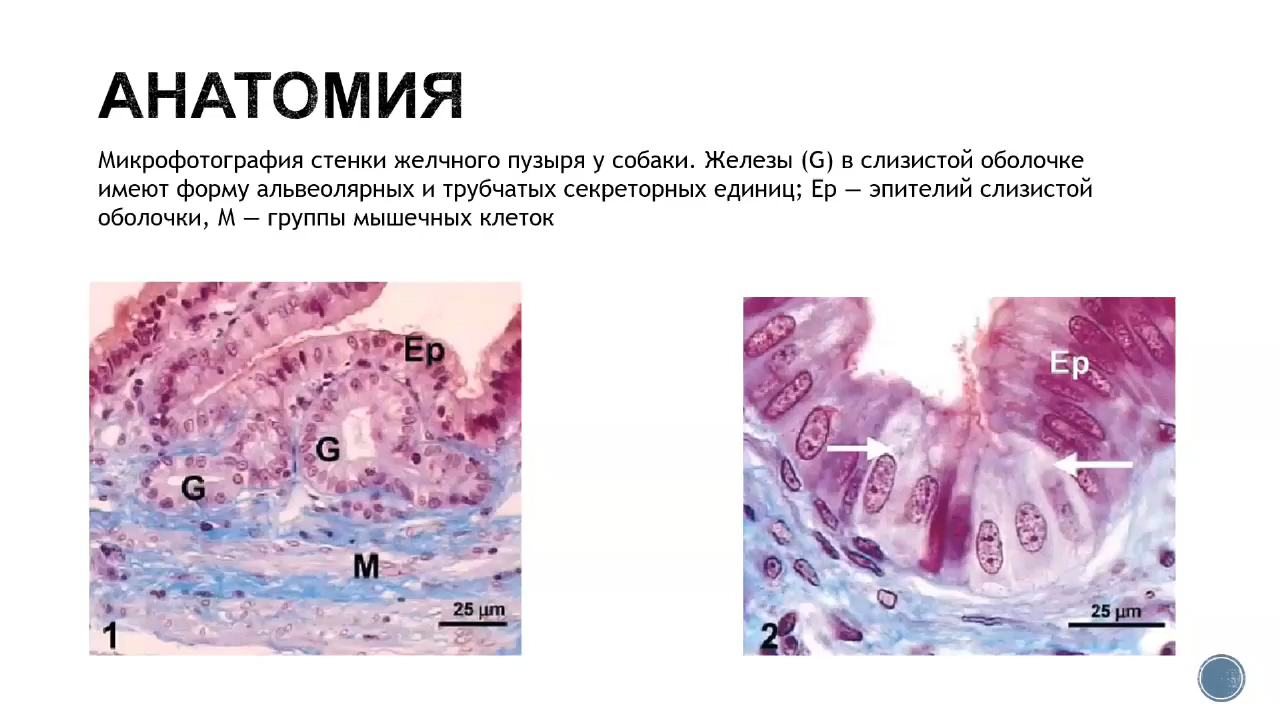 АНАТОМИЯ
Микрофотография стенки желчного пузыря у собаки. Железы (G) в слизистой оболочке
имеют форму альвеолярных и трубчатых секреторных единиц; Ер — эпителий слизистой
оболочки, М — группы мышечных клеток
Ep
G
G
M
25 µm
1
Ep
25 µm
2